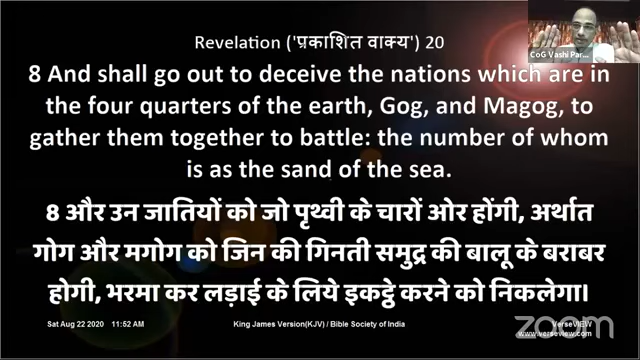 CoG Vashi Par...
Revelation ('प्रकाशित वाक्य') 20
8 And shall go out to deceive the nations which are in
the four quarters of the earth, Gog, and Magog, to
gather them together to battle: the number of whom
is as the sand of the sea.
8 और उन जातियों को जो पृथ्वी के चारों ओर होंगी, अर्थात
गोग और मगोग को जिन की गिनती समुद्र की बालू के बराबर
होगी, भरमा कर लड़ाई के लिये इकट्ठे करने को निकलेगा।
Sat Aug 22 2020 11:52 AM King James Version(KJV) / Bible Society of India VerseVIEW
www.verseview.com
zoom